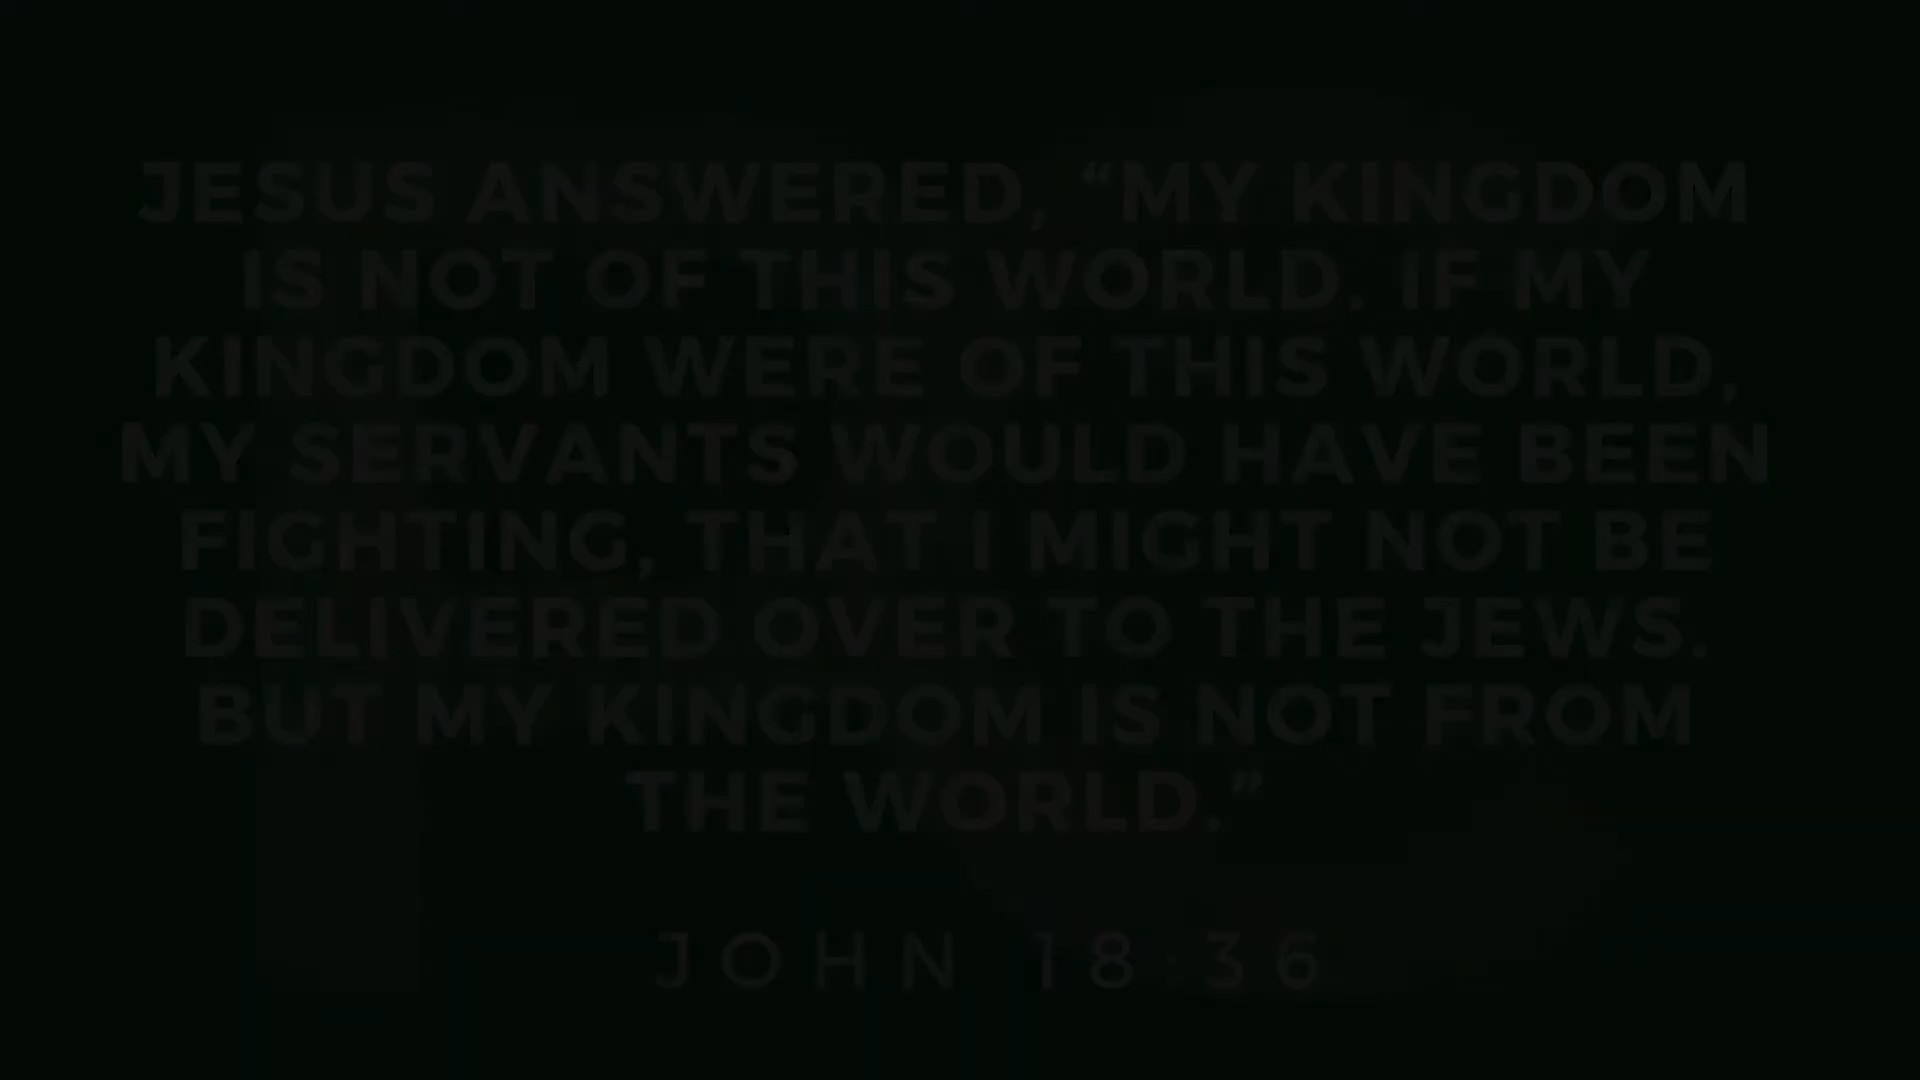 JESUS ANSWERED, “MY KINGDOM
IS NOT OF THIS WORLD. IF MY
KINGDOM WERE OF THIS WORLD,
MY SERVANTS WOULD HAVE BEEN
FIGHTING, THAT I MIGHT NOT BE
DELIVERED OVER TO THE JEWS.
BUT MY KINGDOM IS NOT FROM
THE WORLD.”
JOHN 18:36